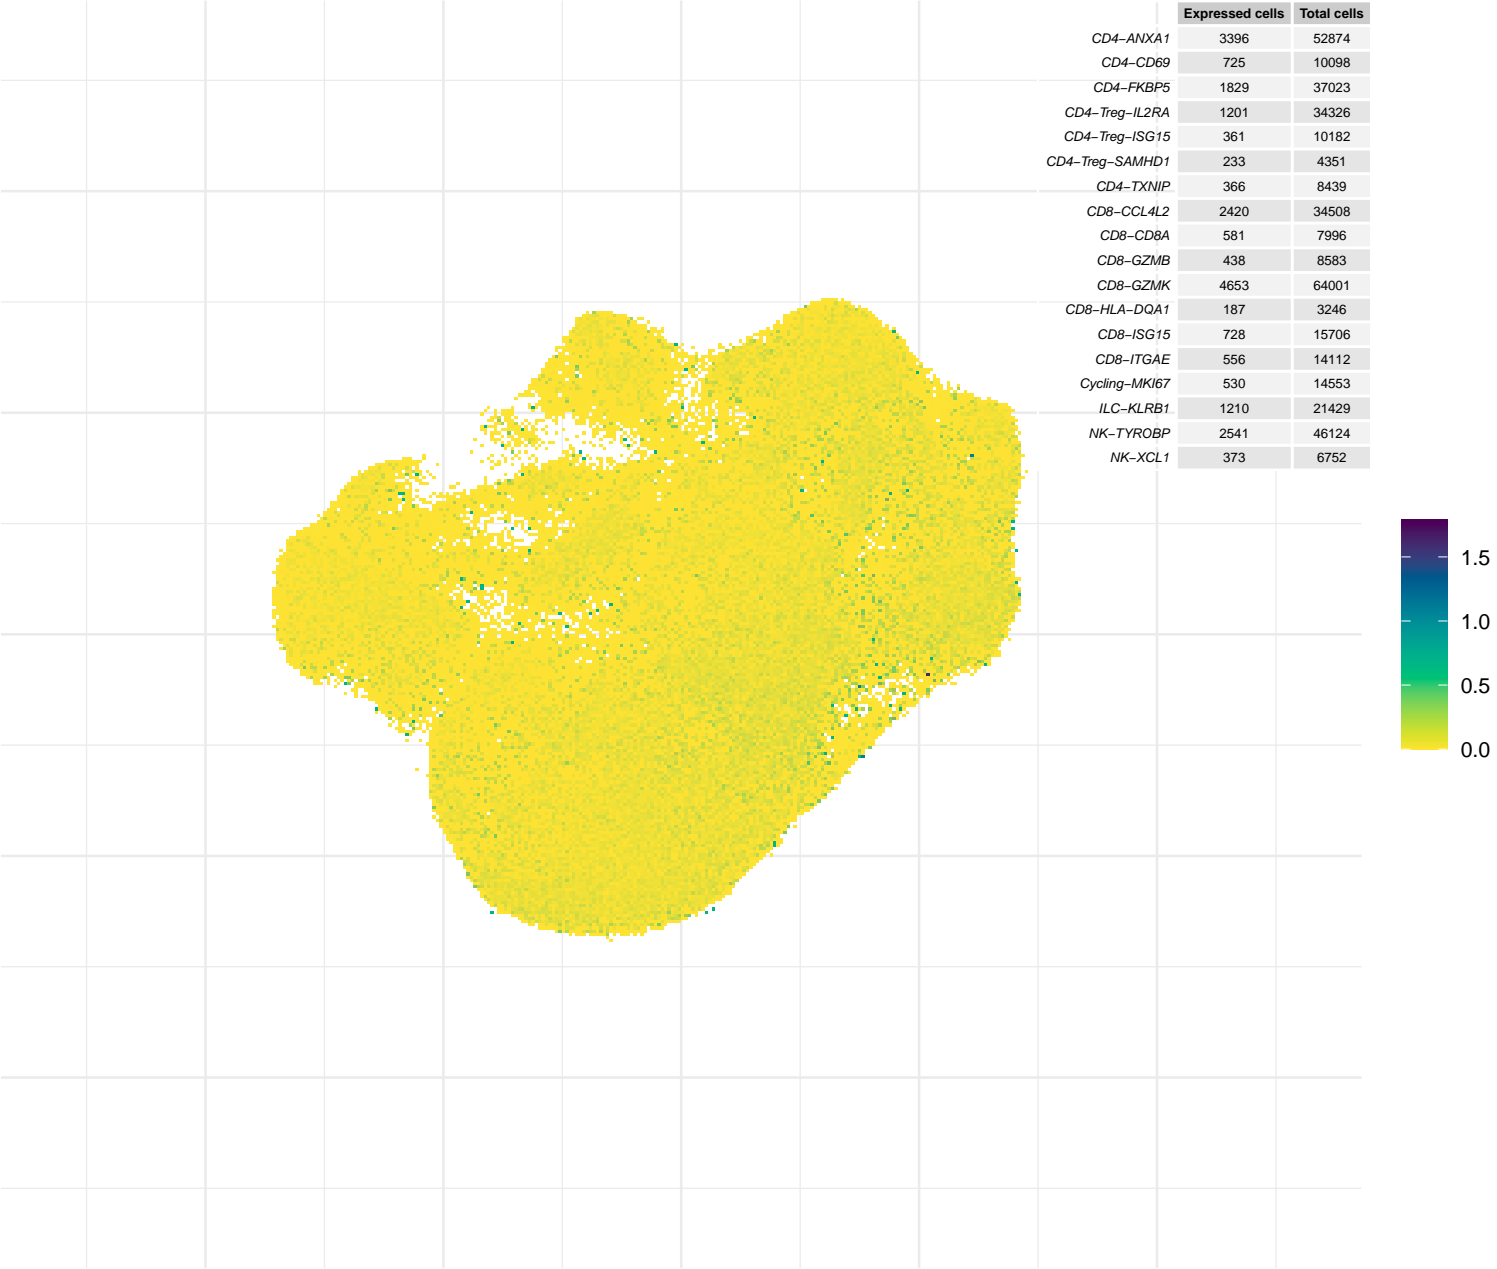 Expressed cells Total cells
CD4−ANXA1 3396 52874
CD4−CD69 725 10098
CD4−FKBP5 1829 37023
CD4−Treg−IL2RA 1201 34326
CD4−Treg−ISG15 361 10182
CD4−Treg−SAMHD1 233 4351
CD4−TXNIP 366 8439
CD8−CCL4L2 2420 34508
CD8−CD8A 581 7996
CD8−GZMB 438 8583
CD8−GZMK 4653 64001
CD8−HLA−DQA1 187 3246
CD8−ISG15 728 15706
CD8−ITGAE 556 14112
Cycling−MKI67 530 14553
ILC−KLRB1 1210 21429
NK−TYROBP 2541 46124
NK−XCL1 373 6752
1.5
1.0
0.5
0.0